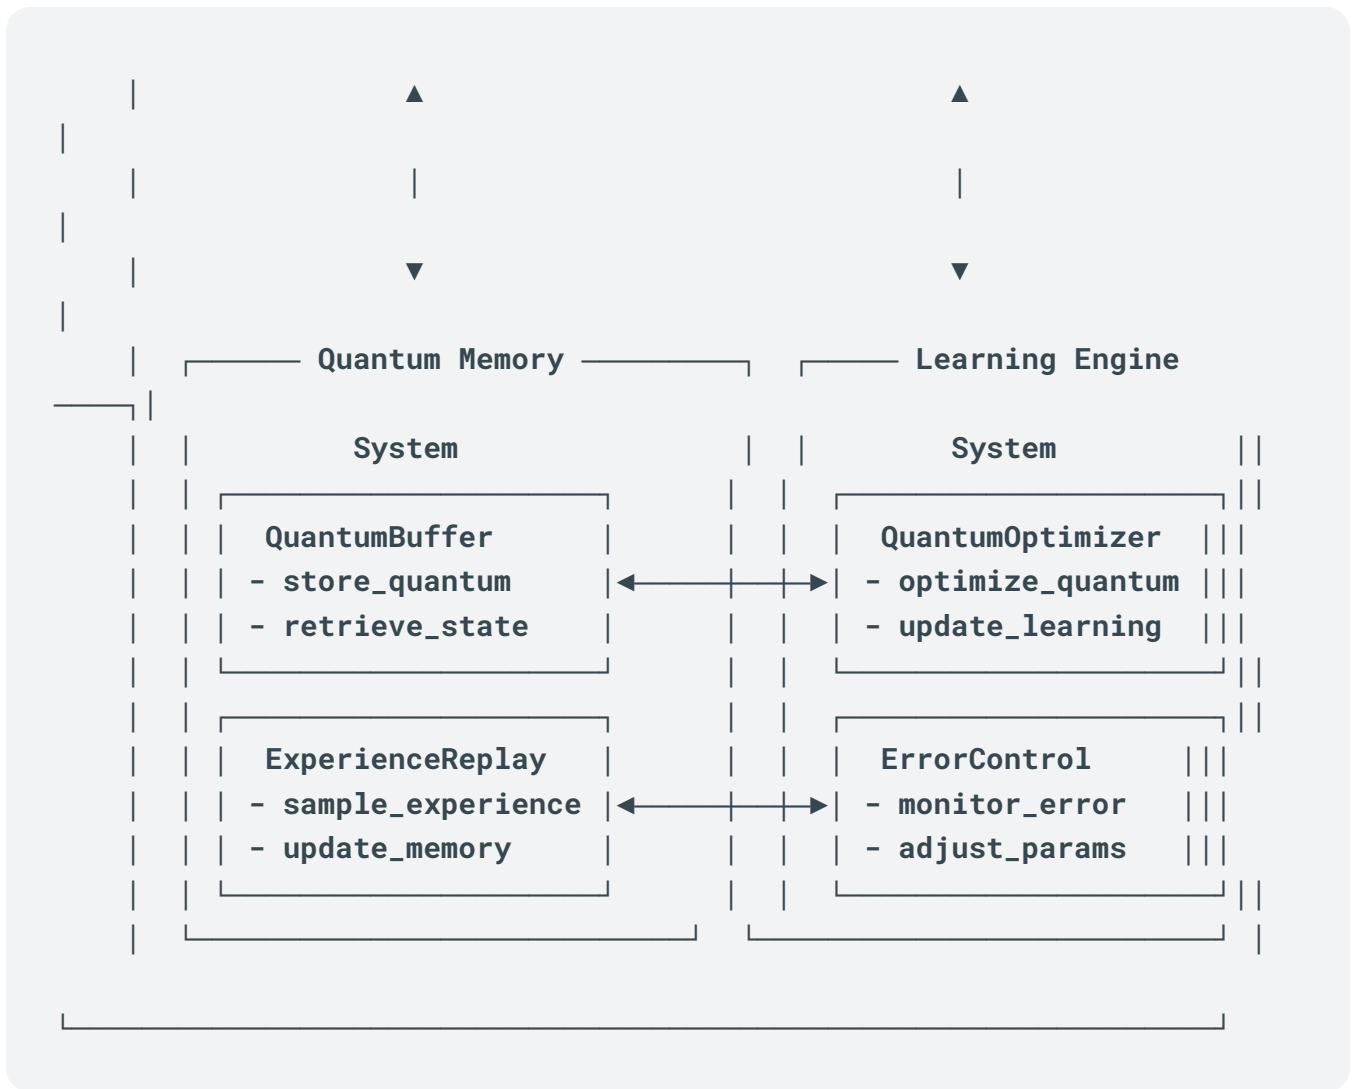 Quantum Memory Learning Engine
System System
QuantumBuffer QuantumOptimizer
- store_quantum - optimize_quantum
- retrieve_state - update_learning
ExperienceReplay ErrorControl
- sample_experience - monitor_error
- update_memory - adjust_params